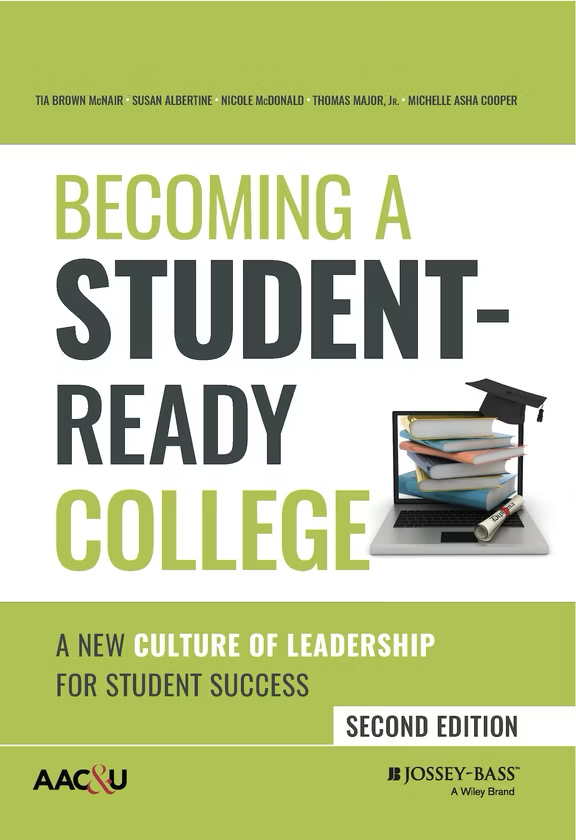 TIA BROWN McNAIR • SUSAN ALBERTINE • NICOLE McDONALD • THOMAS MAJOR, Jr. • MICHELLE ASHA COOPER
BECOMING A
STUDENT-
READY
COLLEGE
A NEW CULTURE OF LEADERSHIP
FOR STUDENT SUCCESS
SECOND EDITION
AAC&U
JB JOSSEY-BASS™
A Wiley Brand